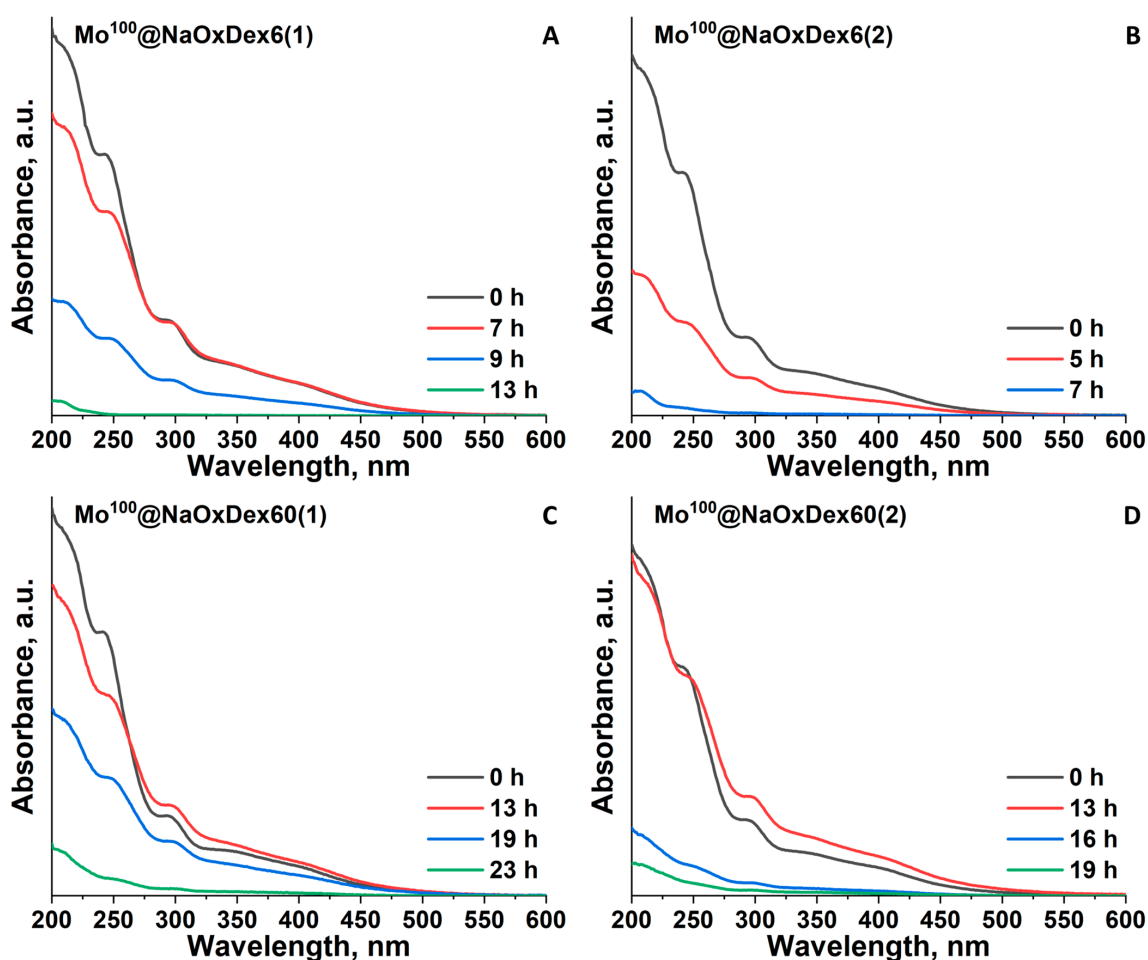 Mo¹⁰⁰@NaOxDex6(1)
A
Absorbance, a.u.
0 h
7 h
9 h
13 h
200 250 300 350 400 450 500 550 600
Wavelength, nm
Mo¹⁰⁰@NaOxDex6(2)
B
Absorbance, a.u.
0 h
5 h
7 h
200 250 300 350 400 450 500 550 600
Wavelength, nm
Mo¹⁰⁰@NaOxDex60(1)
C
Absorbance, a.u.
0 h
13 h
19 h
23 h
200 250 300 350 400 450 500 550 600
Wavelength, nm
Mo¹⁰⁰@NaOxDex60(2)
D
Absorbance, a.u.
0 h
13 h
16 h
19 h
200 250 300 350 400 450 500 550 600
Wavelength, nm